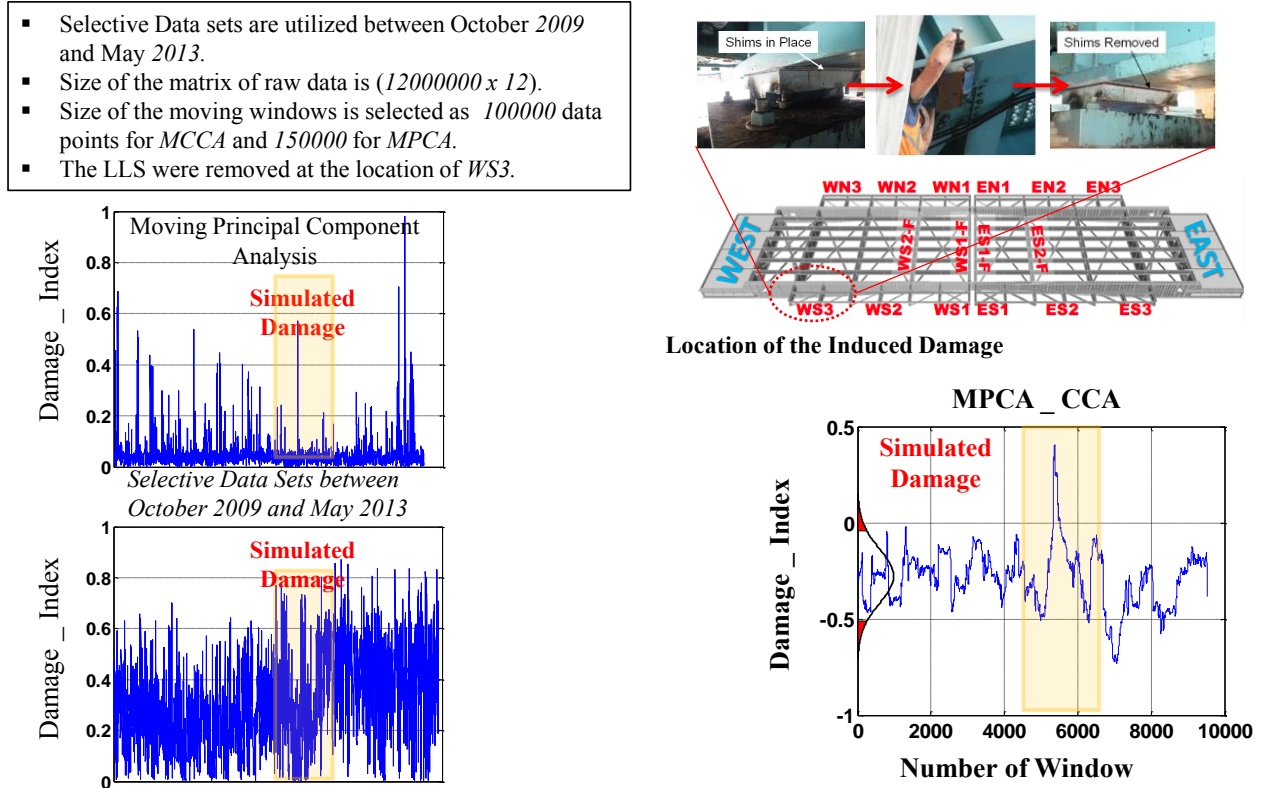 ▪ Selective Data sets are utilized between October 2009
and May 2013.
▪ Size of the matrix of raw data is (12000000 x 12).
▪ Size of the moving windows is selected as 100000 data
points for MCCA and 150000 for MPCA.
▪ The LLS were removed at the location of WS3.
Shims in Place
Shims Removed
WN3 WN2 WN1 EN1 EN2 EN3
WEST
WS2-F
WS1-F
ES1-F
ES2-F
EAST
WS3 WS2 WS1 ES1 ES2 ES3
Location of the Induced Damage
Moving Principal Component
Analysis
Simulated
Damage
Damage _ Index
1
0.8
0.6
0.4
0.2
0
Selective Data Sets between
October 2009 and May 2013
Simulated
Damage
Damage _ Index
1
0.8
0.6
0.4
0.2
0
MPCA _ CCA
Simulated
Damage
Damage _ Index
0.5
0
-0.5
-1
0 2000 4000 6000 8000 10000
Number of Window